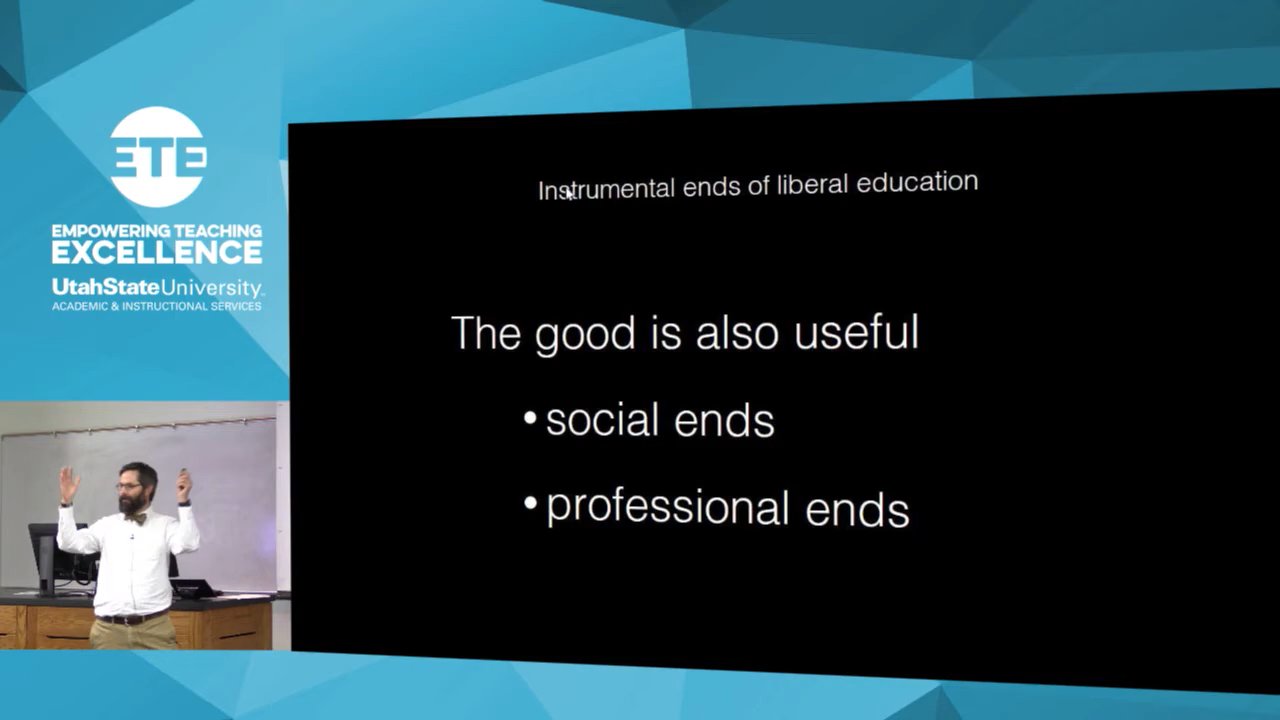 ETE
EMPOWERING TEACHING
EXCELLENCE
UtahStateUniversity
ACADEMIC & INSTRUCTIONAL SERVICES
Instrumental ends of liberal education
The good is also useful
• social ends
• professional ends